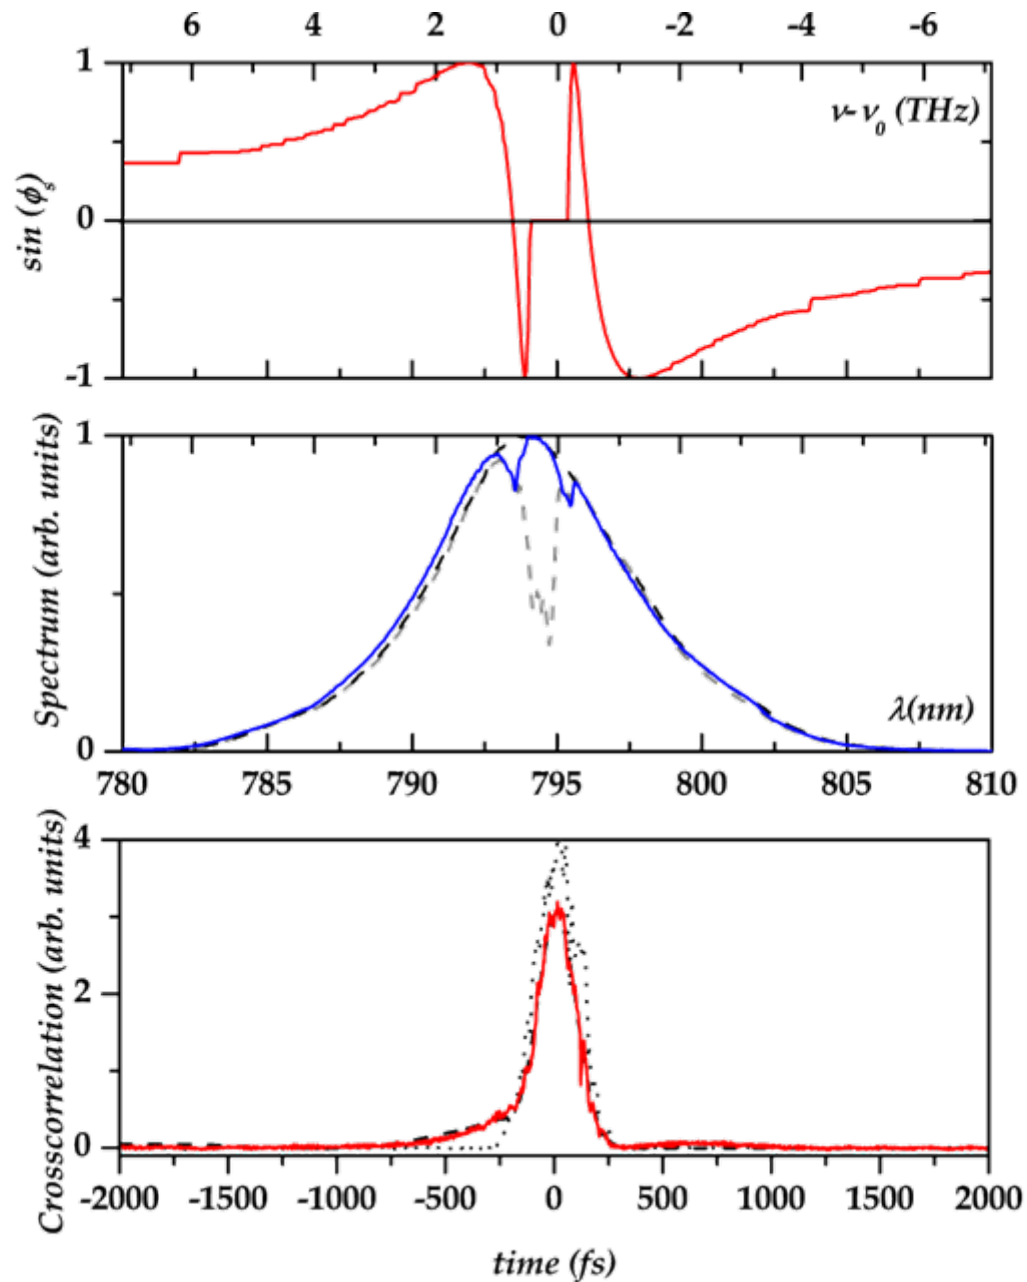 6 4 2 0 -2 -4 -6
1
ν-ν0 (THz)
sin (ϕs)
0
-1
1
Spectrum (arb. units)
λ(nm)
0
780 785 790 795 800 805 810
4
Crosscorrelation (arb. units)
2
0
-2000 -1500 -1000 -500 0 500 1000 1500 2000
time (fs)